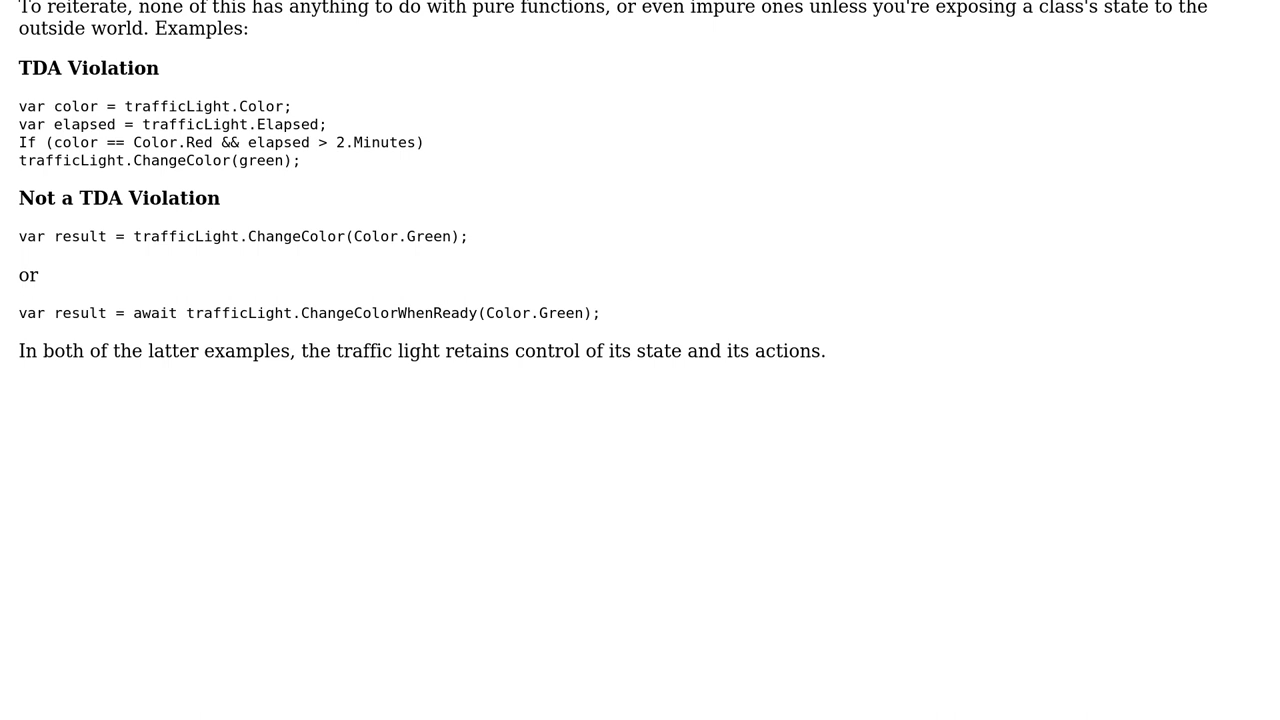 To reiterate, none of this has anything to do with pure functions, or even impure ones unless you're exposing a class's state to the
outside world. Examples:
TDA Violation
var color = trafficLight.Color;
var elapsed = trafficLight.Elapsed;
If (color == Color.Red && elapsed > 2.Minutes)
trafficLight.ChangeColor(green);
Not a TDA Violation
var result = trafficLight.ChangeColor(Color.Green);
or
var result = await trafficLight.ChangeColorWhenReady(Color.Green);
In both of the latter examples, the traffic light retains control of its state and its actions.